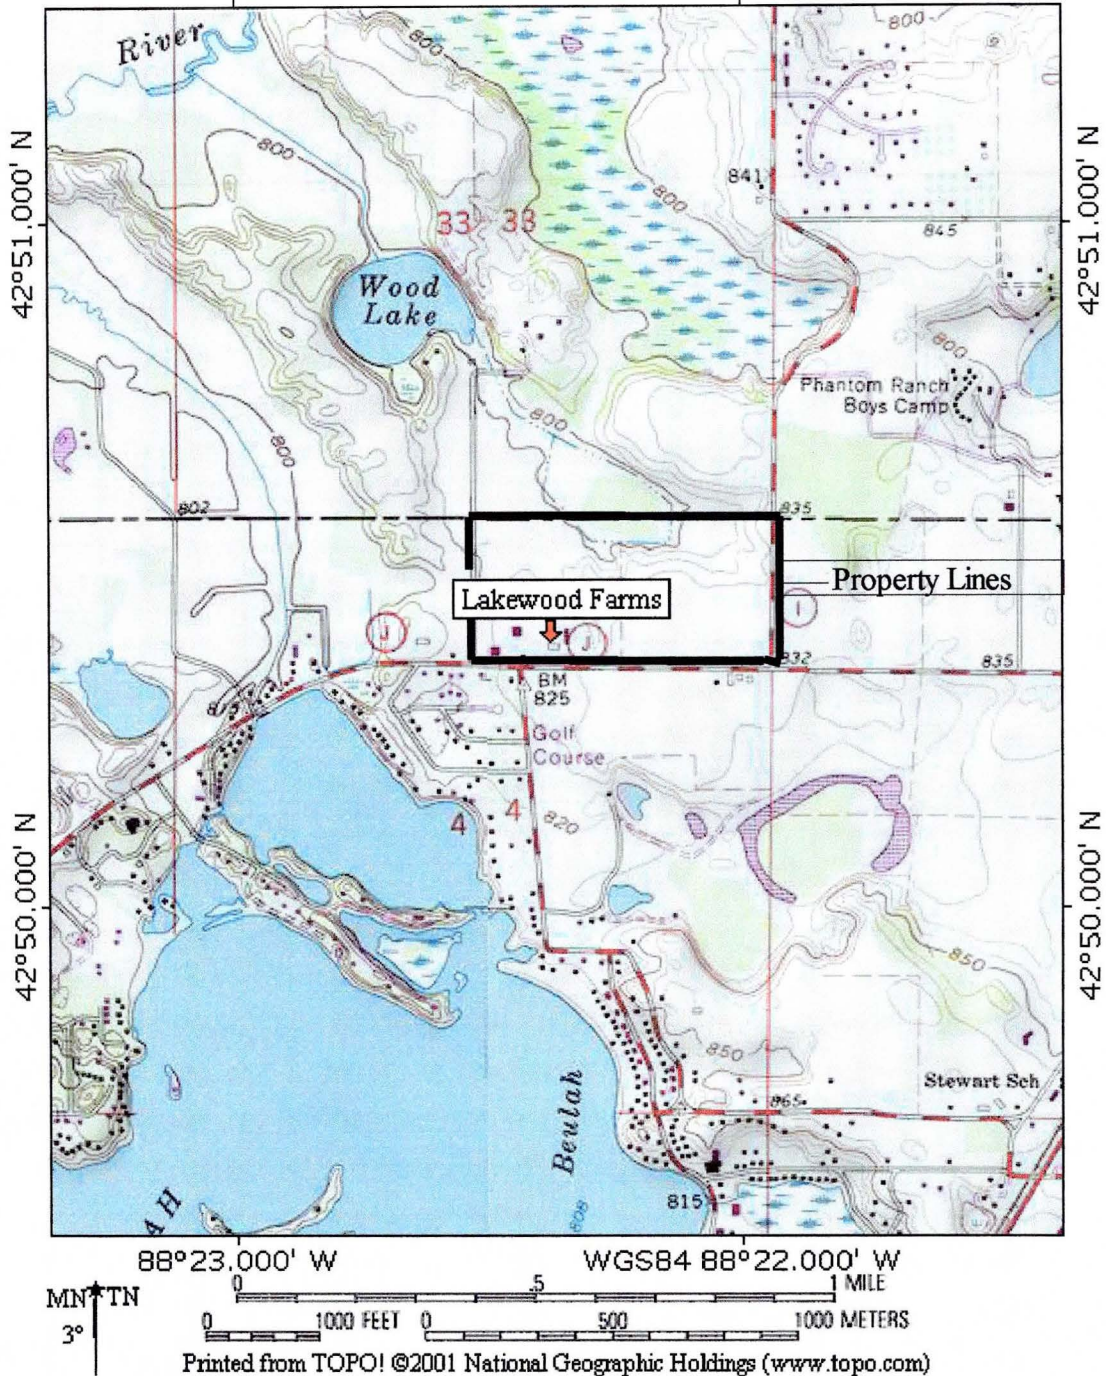 River
800
800
800
841
845
42°51.000' N
42°51.000' N
33
33
800
Wood
Lake
800
Phantom Ranch
Boys Camp
800
800
802
835
Property Lines
Lakewood Farms
J
J
I
832
835
BM
825
Golf
Course
4
4
820
42°50.000' N
42°50.000' N
850
850
Stewart Sch
865
Beulah
815
808
AH
88°23.000' W
WGS84 88°22.000' W
MN TN
3°
0 .5 1 MILE
0 1000 FEET 0 500 1000 METERS
Printed from TOPO! ©2001 National Geographic Holdings (www.topo.com)